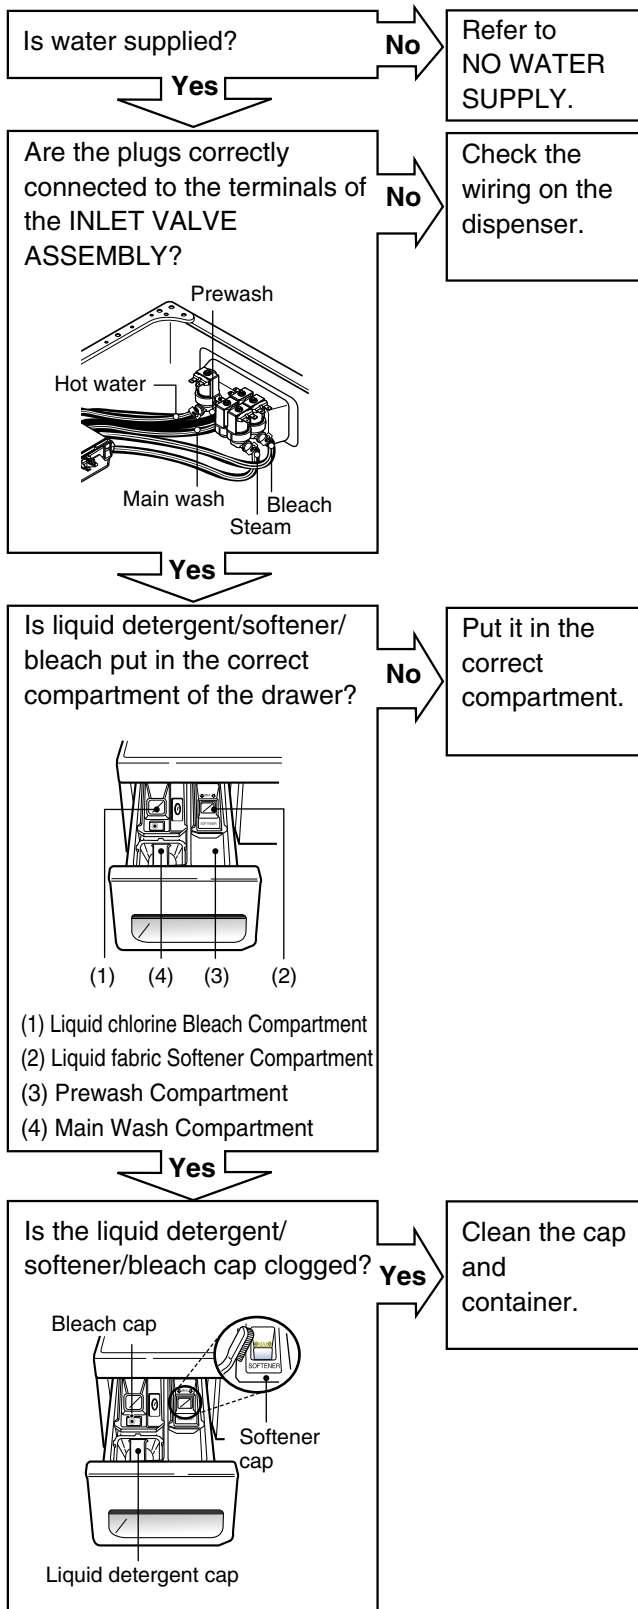 Is water supplied?
No
Refer to
NO WATER
SUPPLY.
Yes
Are the plugs correctly
connected to the terminals of
the INLET VALVE
ASSEMBLY?
No
Check the
wiring on the
dispenser.
Prewash
Hot water
Main wash
Bleach
Steam
Yes
Is liquid detergent/softener/
bleach put in the correct
compartment of the drawer?
No
Put it in the
correct
compartment.
SOFTENER
(1) (4) (3) (2)
(1) Liquid chlorine Bleach Compartment
(2) Liquid fabric Softener Compartment
(3) Prewash Compartment
(4) Main Wash Compartment
Yes
Is the liquid detergent/
softener/bleach cap clogged?
Yes
Clean the cap
and
container.
Bleach cap
MAX
SOFTENER
Softener
cap
Liquid detergent cap